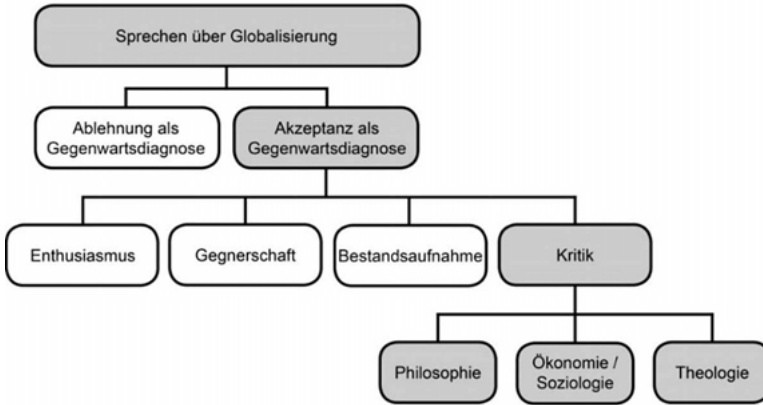 Sprechen über Globalisierung
Ablehnung als
Gegenwartsdiagnose
Akzeptanz als
Gegenwartsdiagnose
Enthusiasmus
Gegnerschaft
Bestandsaufnahme
Kritik
Philosophie
Ökonomie /
Soziologie
Theologie